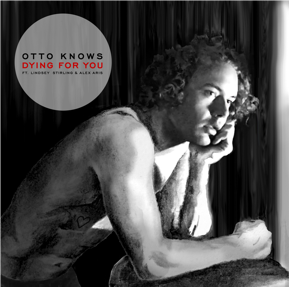 OTTO KNOWS
DYING FOR YOU
FT. LINDSEY STIRLING & ALEX ARIS